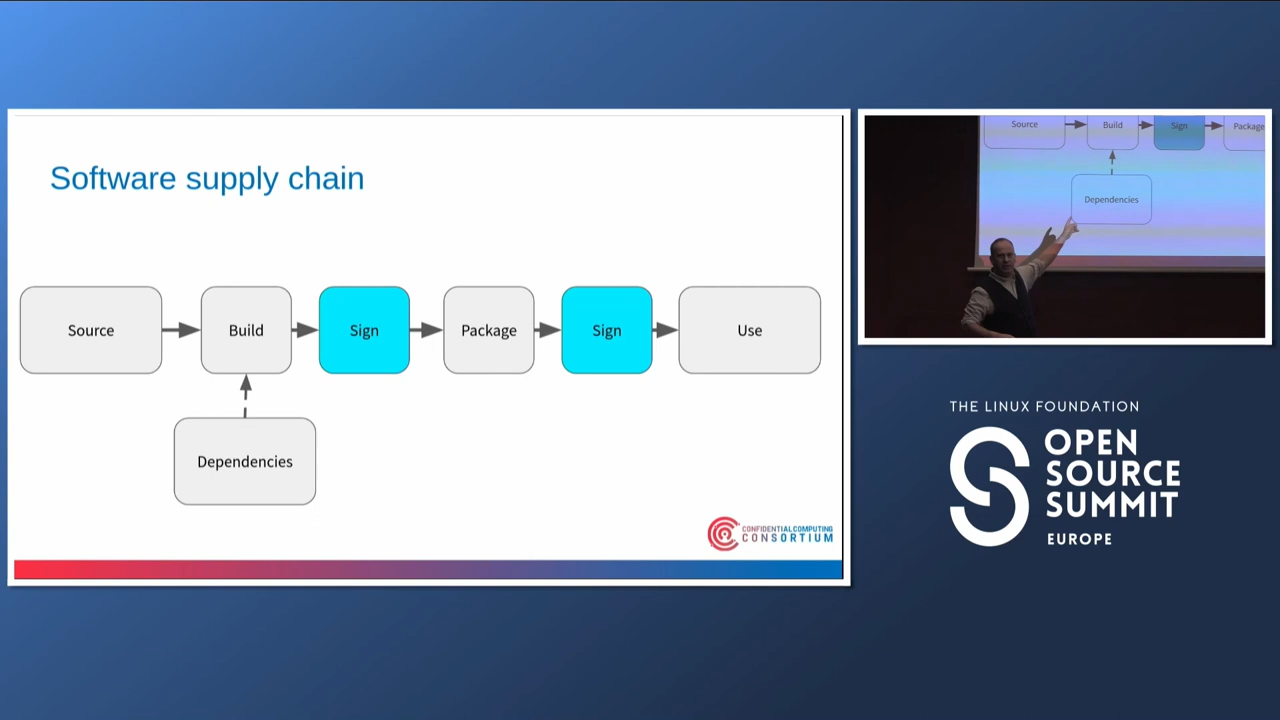 Software supply chain
Source
Build
Sign
Package
Sign
Use
Dependencies
CONFIDENTIAL COMPUTING
CONSORTIUM
Source
Build
Sign
Package
Dependencies
THE LINUX FOUNDATION
OPEN
SOURCE
SUMMIT
EUROPE